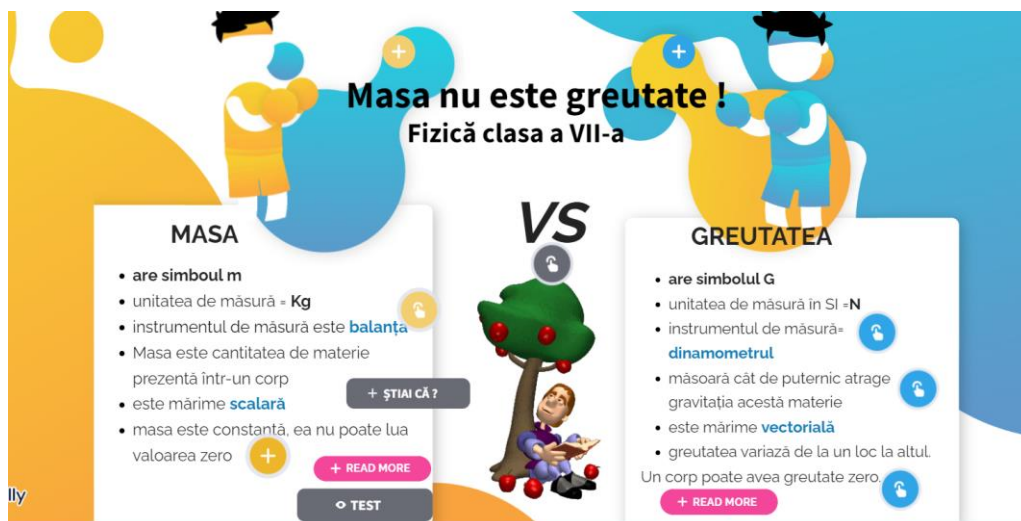 Masa nu este greutate !
Fizică clasa a VII-a
VS
MASA
• are simboul m
• unitatea de măsură = Kg
• instrumentul de măsură este balanța
• Masa este cantitatea de materie
prezentă într-un corp
• este mărime scalară
• masa este constantă, ea nu poate lua
valoarea zero
+ ȘTIAI CĂ ?
+ READ MORE
TEST
GREUTATEA
• are simbolul G
• unitatea de măsură în SI =N
• instrumentul de măsură=
dinamometrul
• măsoară cât de puternic atrage
gravitația acestă materie
• este mărime vectorială
• greutatea variază de la un loc la altul.
Un corp poate avea greutate zero.
+ READ MORE
lly